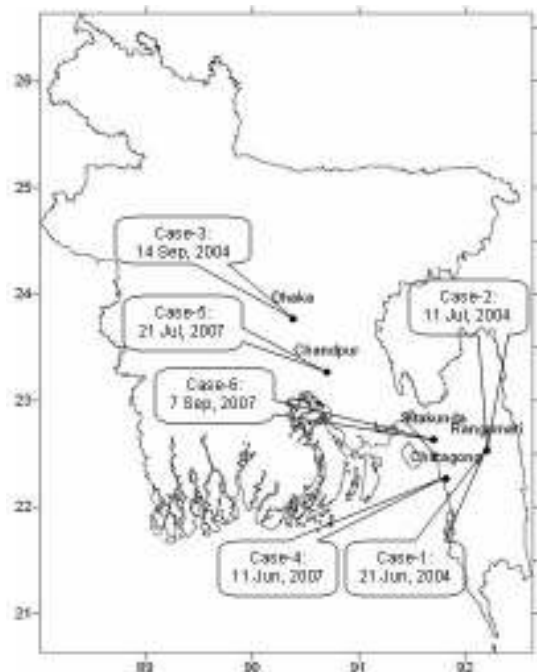 26
25
24
23
22
21
89
90
91
92
Case-3:
14 Sep, 2004
Dhaka
Case-2:
11 Jul, 2004
Case-5:
21 Jul, 2007
Chandpur
Case-6:
7 Sep, 2007
Sitakunda
Rangamati
Chittagong
Case-4:
11 Jun, 2007
Case-1:
21 Jun, 2004